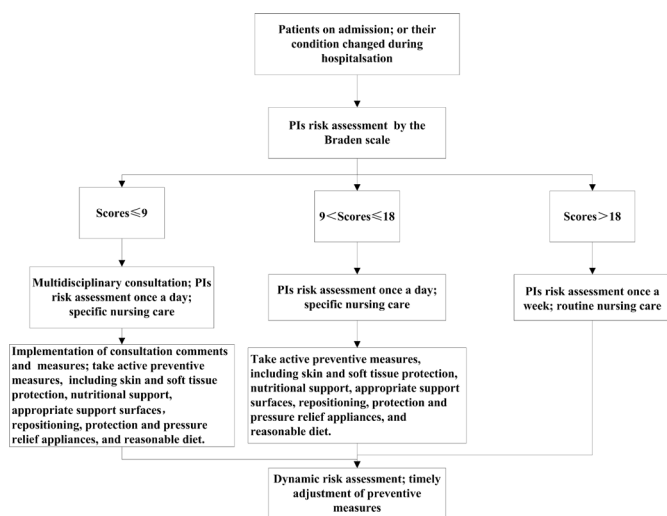 Patients on admission; or their
condition changed during
hospitalsation
PIs risk assessment by the
Braden scale
Scores≤9
9<Scores≤18
Scores>18
Multidisciplinary consultation; PIs
risk assessment once a day;
specific nursing care
PIs risk assessment once a day;
specific nursing care
PIs risk assessment once a
week; routine nursing care
Implementation of consultation comments
and measures; take active preventive
measures, including skin and soft tissue
protection, nutritional support,
appropriate support surfaces,
repositioning, protection and pressure
relief appliances, and reasonable diet.
Take active preventive measures,
including skin and soft tissue protection,
nutritional support, appropriate support
surfaces, repositioning, protection and
pressure relief appliances, and
reasonable diet.
Dynamic risk assessment; timely
adjustment of preventive
measures